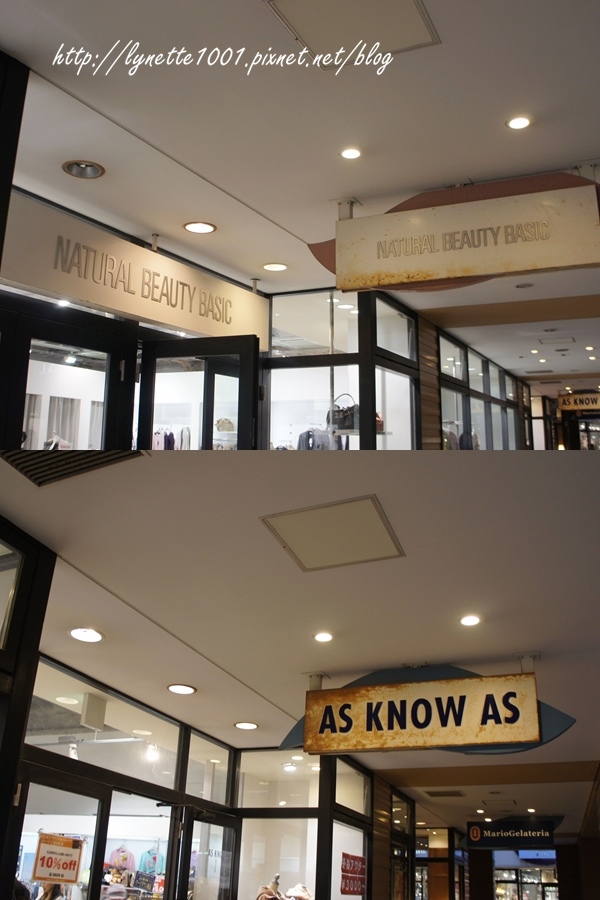 http://lynette1001.pixnet.net/blog
NATURAL BEAUTY BASIC
NATURAL BEAUTY BASIC
AS KNOW
AS KNOW AS
MarioGelateria
10%off